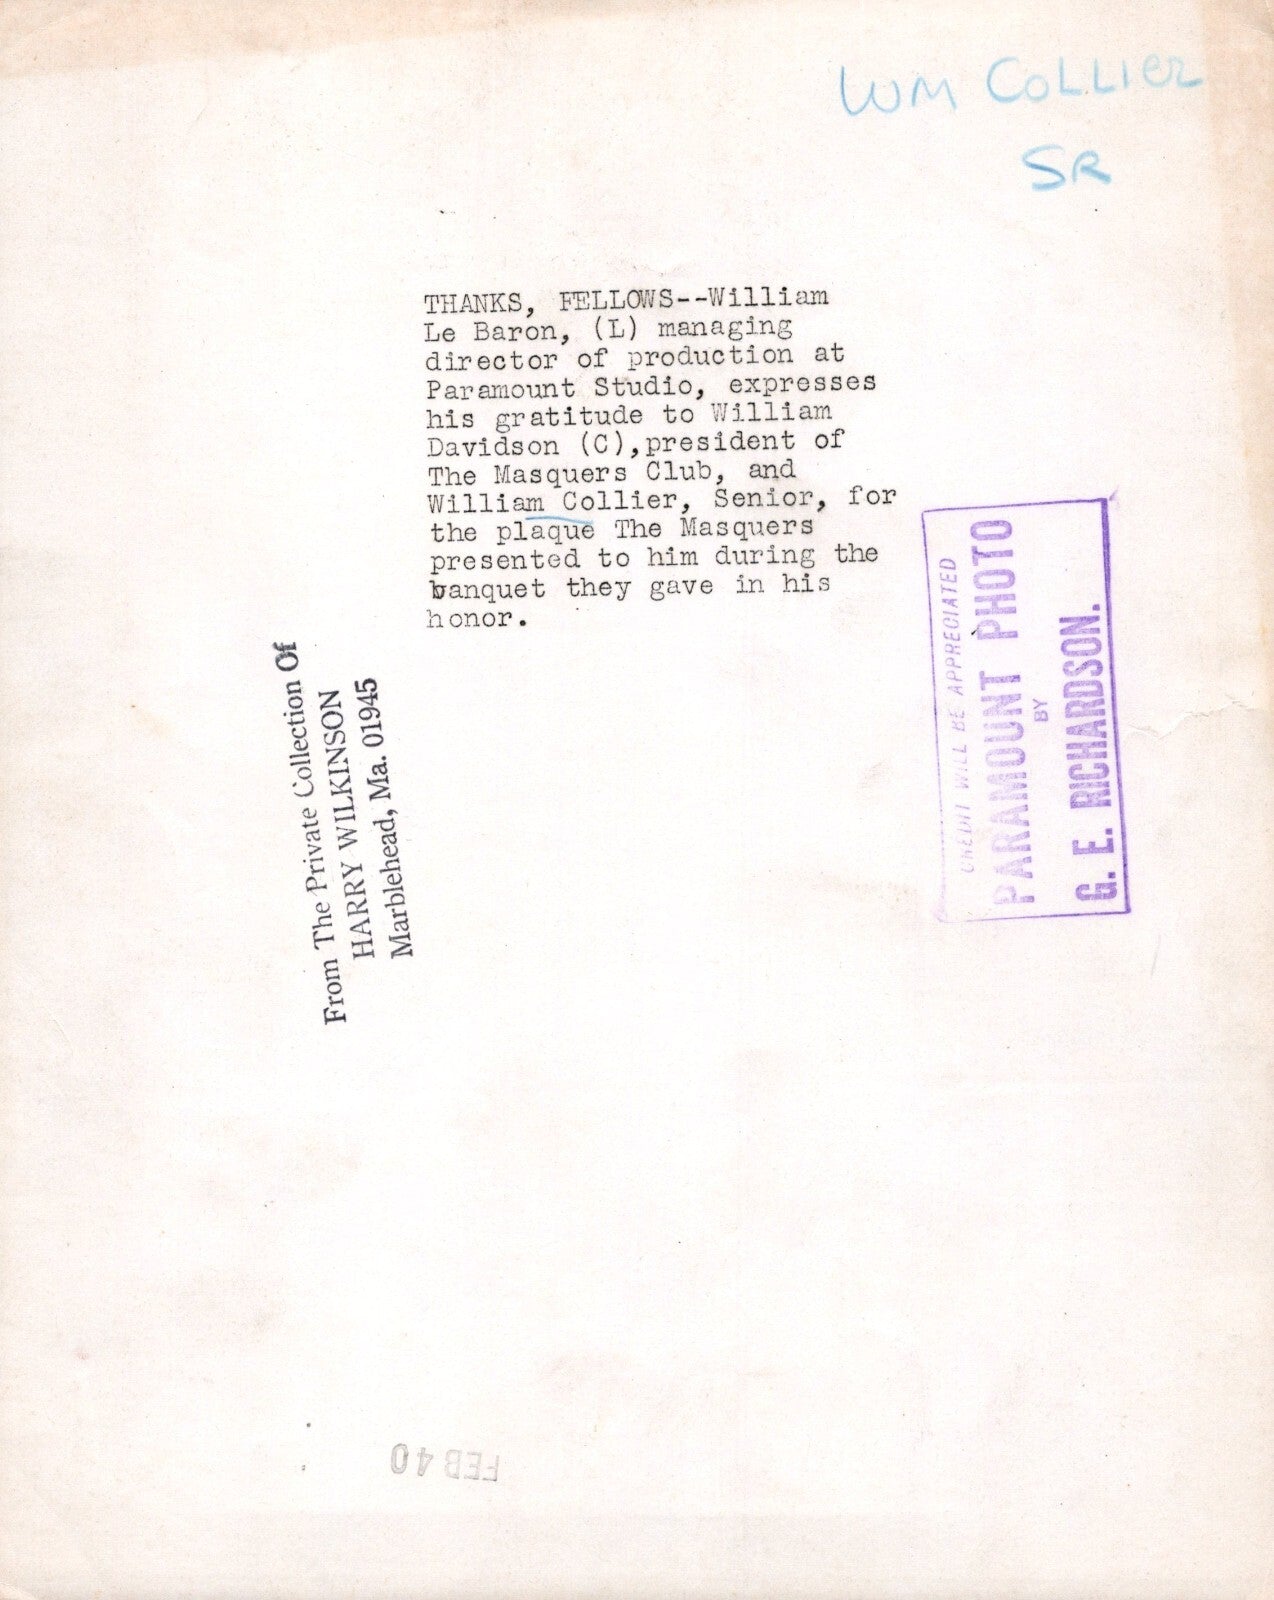 WM COLLIER
SR
THANKS, FELLOWS--William
Le Baron, (L) managing
director of production at
Paramount Studio, expresses
his gratitude to William
Davidson (C),president of
The Masquers Club, and
William Collier, Senior, for
the plaque The Masquers
presented to him during the
banquet they gave in his
honor.
CREDIT WILL BE APPRECIATED
PARAMOUNT PHOTO
BY
G. E. RICHARDSON.
From The Private Collection Of
HARRY WILKINSON
Marblehead, Ma. 01945
FEB 40